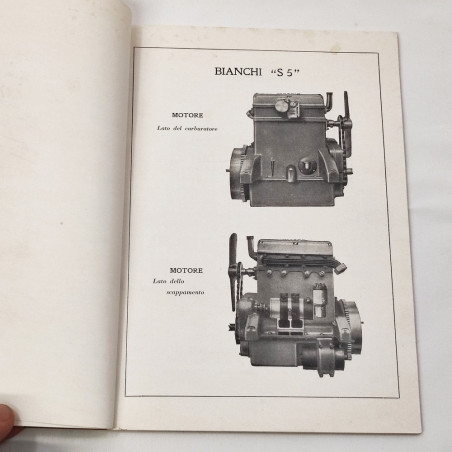 BIANCHI "S 5"
MOTORE
Lato del carburatore
MOTORE
Lato dello
scappamento